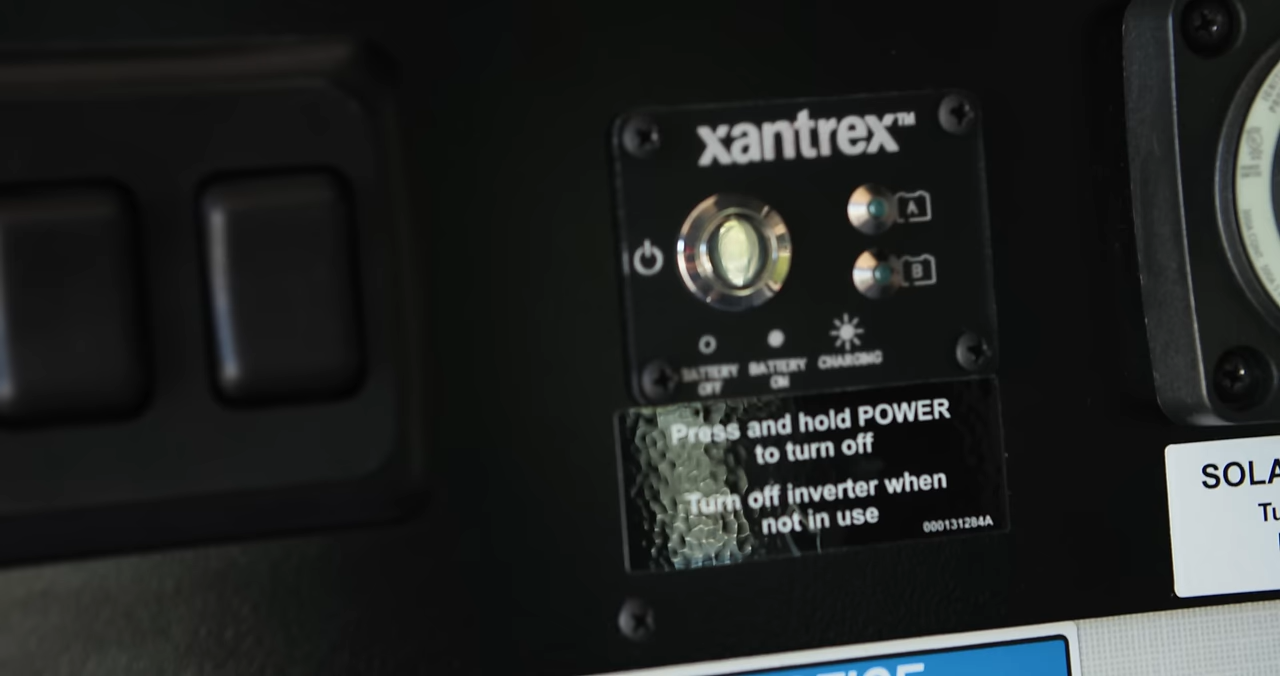 xantrex™
A
B
BATTERY OFF
BATTERY ON
CHARGING
Press and hold POWER
to turn off
Turn off inverter when
not in use
000131284A
SOLA
Tu